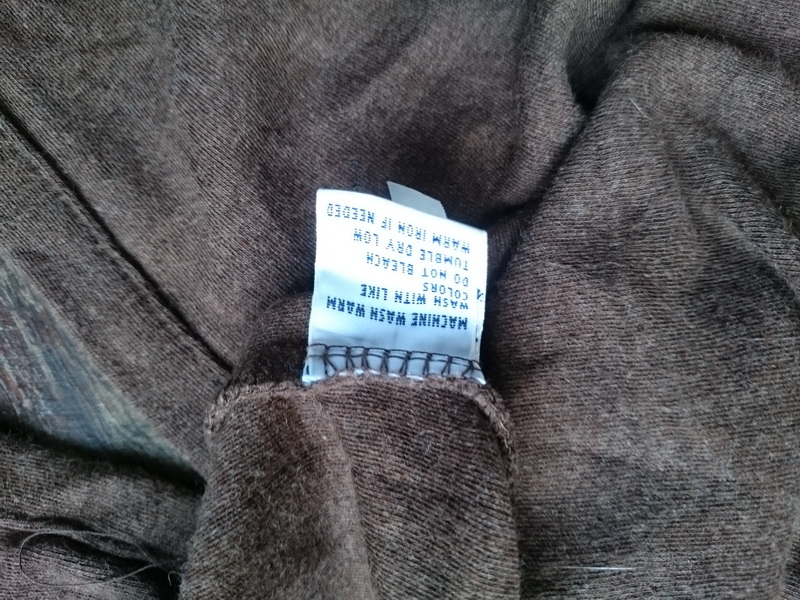 MACHINE WASH WARM
WASH WITH LIKE
COLORS
DO NOT BLEACH
TUMBLE DRY LOW
WARM IRON IF NEEDED